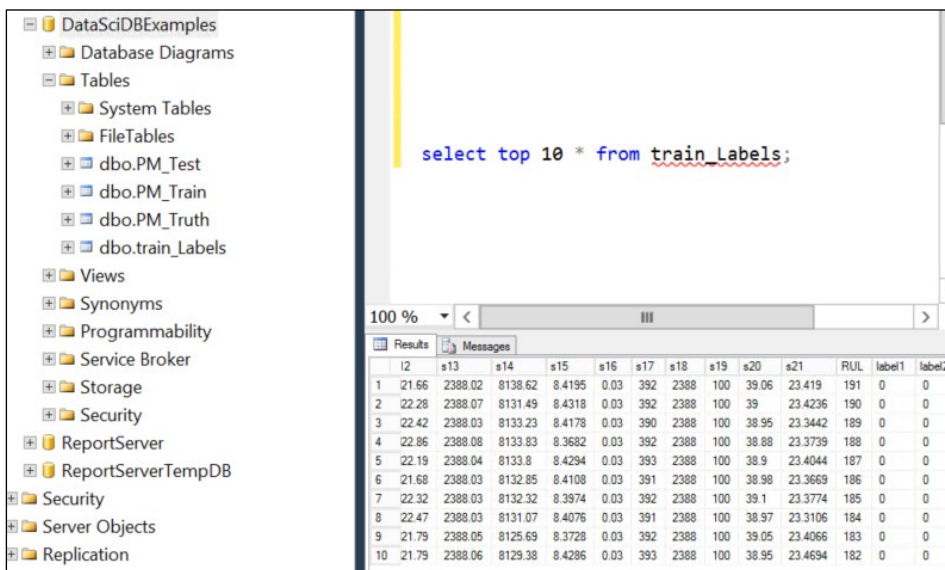 DataSciDBExamples
Database Diagrams
Tables
System Tables
FileTables
dbo.PM_Test
dbo.PM_Train
dbo.PM_Truth
dbo.train_Labels
Views
Synonyms
Programmability
Service Broker
Storage
Security
ReportServer
ReportServerTempDB
Security
Server Objects
Replication
select top 10 * from train_Labels;
100 %
Results Messages
l2 s13 s14 s15 s16 s17 s18 s19 s20 s21 RUL label1 label2
1 21.66 2388.02 8138.62 8.4195 0.03 392 2388 100 39.06 23.419 191 0 0
2 22.28 2388.07 8131.49 8.4318 0.03 392 2388 100 39 23.4236 190 0 0
3 22.42 2388.03 8133.23 8.4178 0.03 390 2388 100 38.95 23.3442 189 0 0
4 22.86 2388.08 8133.83 8.3682 0.03 392 2388 100 38.88 23.3739 188 0 0
5 22.19 2388.04 8133.8 8.4294 0.03 393 2388 100 38.9 23.4044 187 0 0
6 21.68 2388.03 8132.85 8.4108 0.03 391 2388 100 38.98 23.3669 186 0 0
7 22.32 2388.03 8132.32 8.3974 0.03 392 2388 100 39.1 23.3774 185 0 0
8 22.47 2388.03 8131.07 8.4076 0.03 391 2388 100 38.97 23.3106 184 0 0
9 21.79 2388.05 8125.69 8.3728 0.03 392 2388 100 39.05 23.4066 183 0 0
10 21.79 2388.06 8129.38 8.4286 0.03 393 2388 100 38.95 23.4694 182 0 0